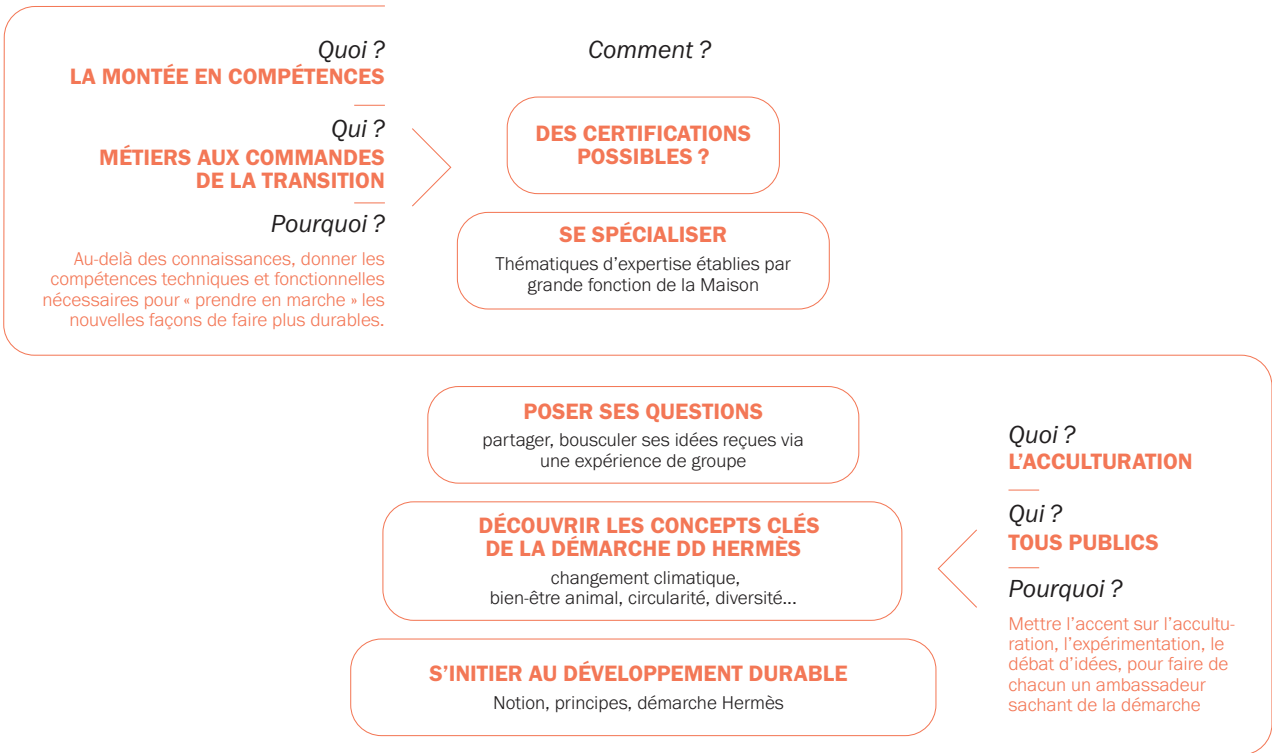 Quoi ?
LA MONTÉE EN COMPÉTENCES
Qui ?
MÉTIERS AUX COMMANDES
DE LA TRANSITION
Pourquoi ?
Au-delà des connaissances, donner les
compétences techniques et fonctionnelles
nécessaires pour « prendre en marche » les
nouvelles façons de faire plus durables.
Comment ?
DES CERTIFICATIONS
POSSIBLES ?
SE SPÉCIALISER
Thématiques d’expertise établies par
grande fonction de la Maison
POSER SES QUESTIONS
partager, bousculer ses idées reçues via
une expérience de groupe
DÉCOUVRIR LES CONCEPTS CLÉS
DE LA DÉMARCHE DD HERMÈS
changement climatique,
bien-être animal, circularité, diversité...
S’INITIER AU DÉVELOPPEMENT DURABLE
Notion, principes, démarche Hermès
Quoi ?
L’ACCULTURATION
Qui ?
TOUS PUBLICS
Pourquoi ?
Mettre l’accent sur l’accultu-
ration, l’expérimentation, le
débat d’idées, pour faire de
chacun un ambassadeur
sachant de la démarche